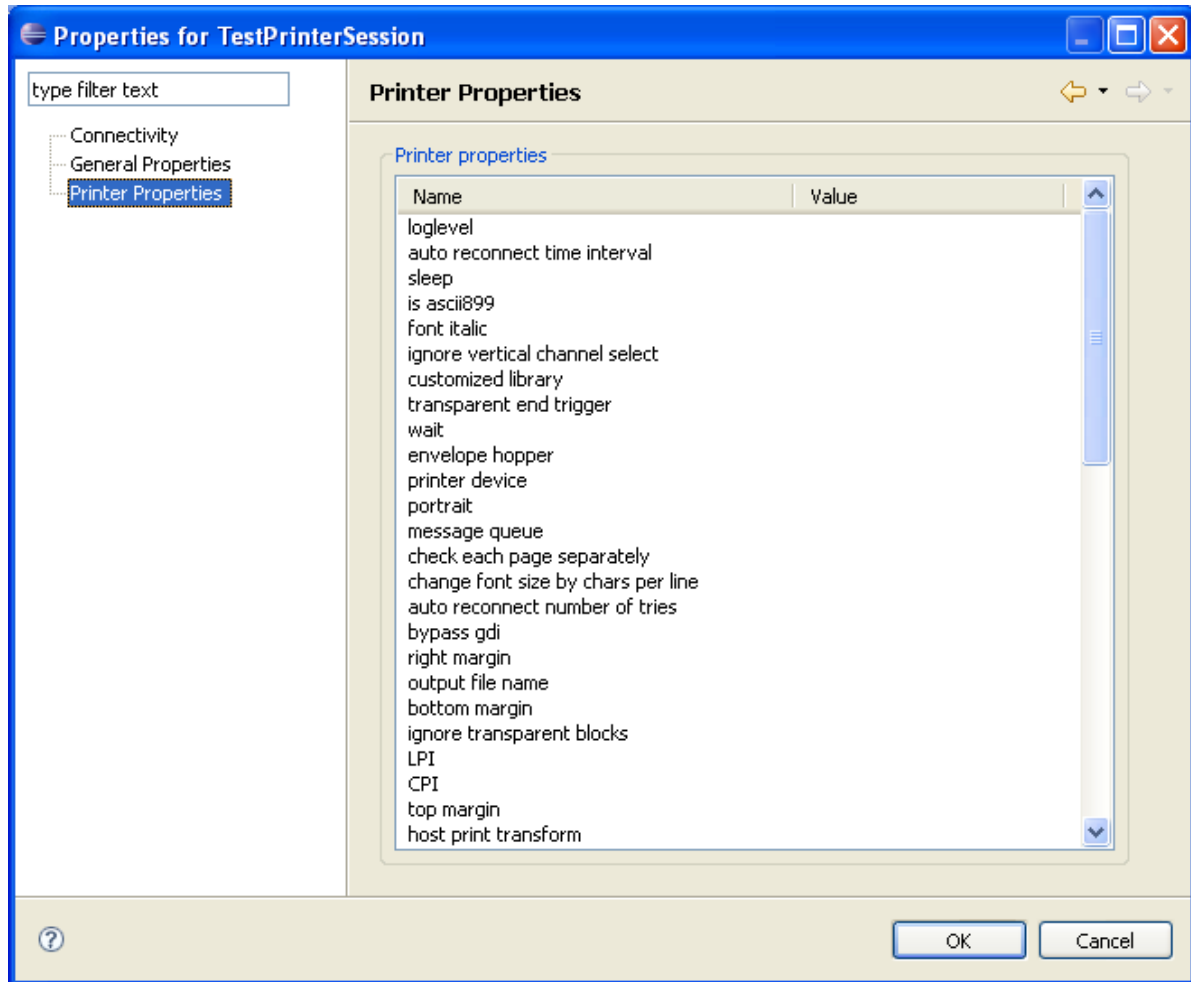 Properties for TestPrinterSession
type filter text
Connectivity
General Properties
Printer Properties
Printer Properties
Printer properties
Name Value
loglevel
auto reconnect time interval
sleep
is ascii899
font italic
ignore vertical channel select
customized library
transparent end trigger
wait
envelope hopper
printer device
portrait
message queue
check each page separately
change font size by chars per line
auto reconnect number of tries
bypass gdi
right margin
output file name
bottom margin
ignore transparent blocks
LPI
CPI
top margin
host print transform
OK Cancel